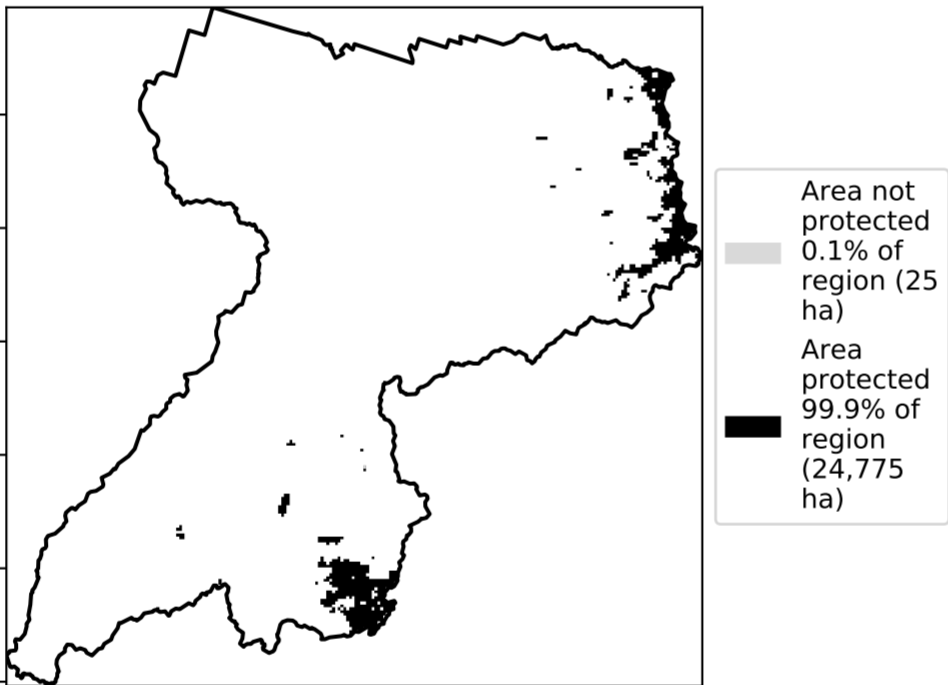 Area not
protected
0.1% of
region (25
ha)
Area
protected
99.9% of
region
(24,775
ha)